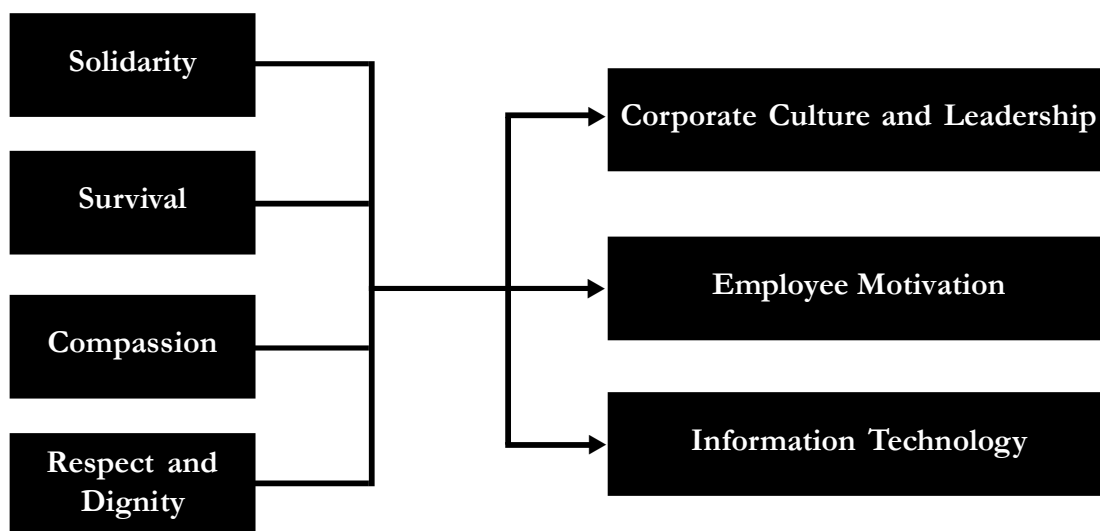 Solidarity
Survival
Compassion
Respect and
Dignity
Corporate Culture and Leadership
Employee Motivation
Information Technology